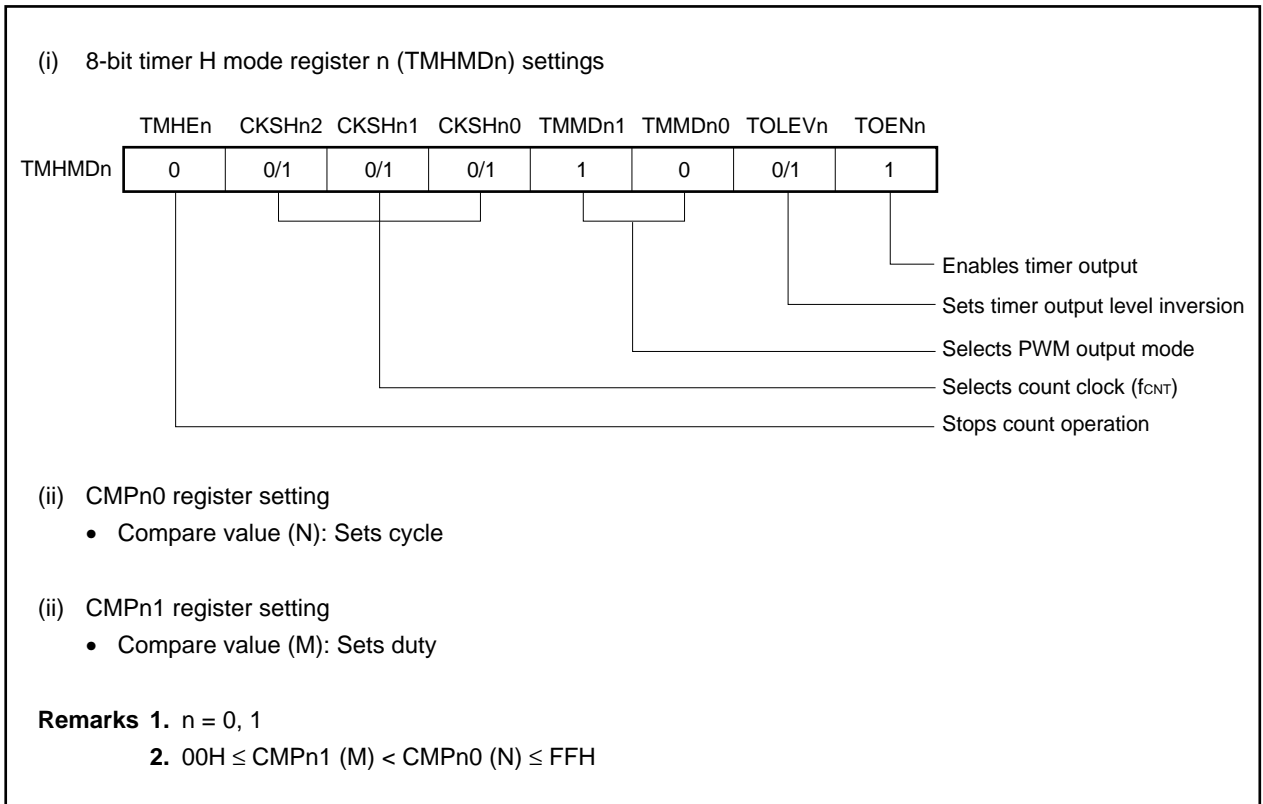 (i) 8-bit timer H mode register n (TMHMDn) settings
TMHEn CKSHn2 CKSHn1 CKSHn0 TMMDn1 TMMDn0 TOLEVn TOENn
TMHMDn 0 0/1 0/1 0/1 1 0 0/1 1
Enables timer output
Sets timer output level inversion
Selects PWM output mode
Selects count clock (fCNT)
Stops count operation
(ii) CMPn0 register setting
• Compare value (N): Sets cycle
(ii) CMPn1 register setting
• Compare value (M): Sets duty
Remarks 1. n = 0, 1
2. 00H ≤ CMPn1 (M) < CMPn0 (N) ≤ FFH